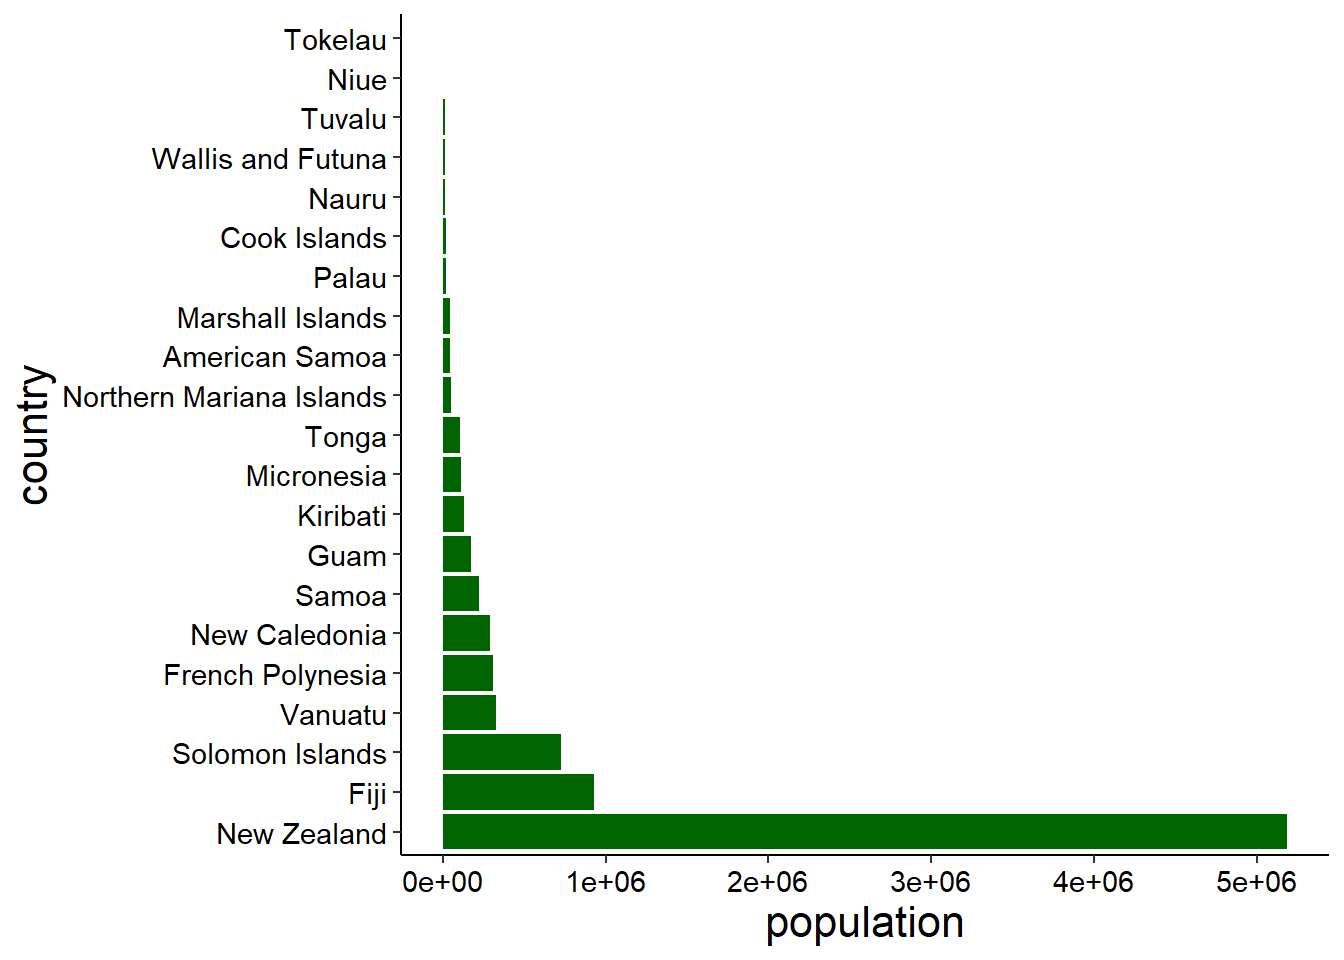 Tokelau
Niue
Tuvalu
Wallis and Futuna
Nauru
Cook Islands
Palau
Marshall Islands
American Samoa
Northern Mariana Islands
Tonga
Micronesia
Kiribati
Guam
Samoa
New Caledonia
French Polynesia
Vanuatu
Solomon Islands
Fiji
New Zealand
country
0e+00 1e+06 2e+06 3e+06 4e+06 5e+06
population